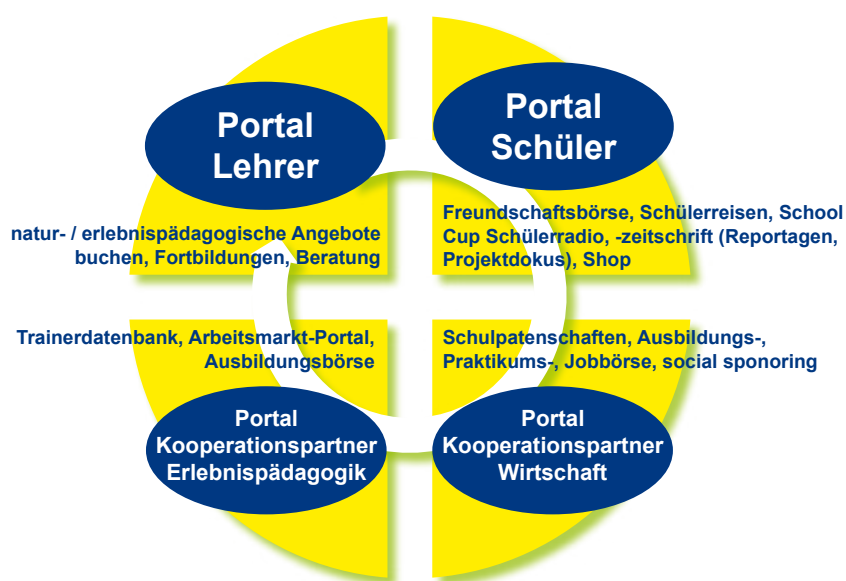 Portal
Lehrer
natur- / erlebnispädagogische Angebote
buchen, Fortbildungen, Beratung
Portal
Schüler
Freundschaftsbörse, Schülerreisen, School
Cup Schülerradio, -zeitschrift (Reportagen,
Projektdokus), Shop
Trainerdatenbank, Arbeitsmarkt-Portal,
Ausbildungsbörse
Portal
Kooperationspartner
Erlebnispädagogik
Schulpatenschaften, Ausbildungs-,
Praktikums-, Jobbörse, social sponoring
Portal
Kooperationspartner
Wirtschaft